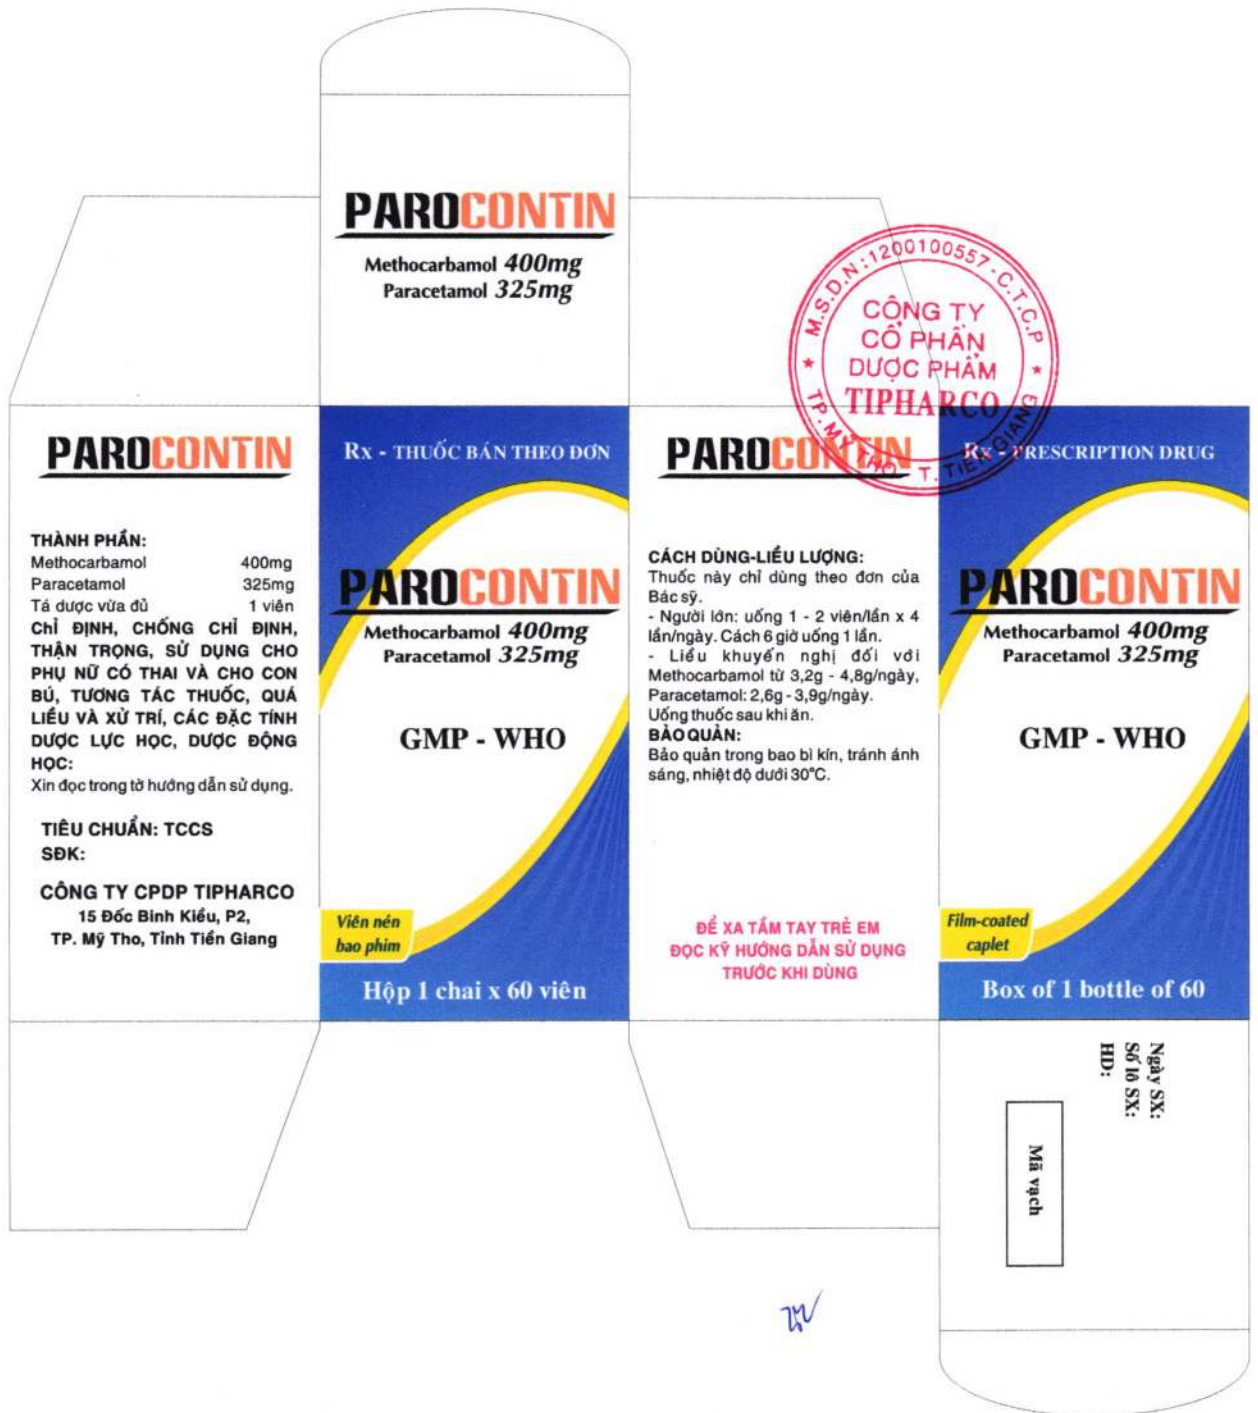 PAROCONTIN
Methocarbamol 400mg
Paracetamol 325mg
M.S.D.N:1200100557-C.T.C.P
CÔNG TY
CỔ PHẦN
DƯỢC PHẨM
TIPHARCO
TP. MỸ THO - T. TIỀN GIANG
PAROCONTIN
THÀNH PHẦN:
Methocarbamol 400mg
Paracetamol 325mg
Tá dược vừa đủ 1 viên
Chỉ ĐỊNH, CHỐNG CHỈ ĐỊNH,
THẬN TRỌNG, SỬ DỤNG CHO
PHỤ NỮ CÓ THAI VÀ CHO CON
BÚ, TƯƠNG TÁC THUỐC, QUÁ
LIỀU VÀ XỬ TRÍ, CÁC ĐẶC TÍNH
DƯỢC LỰC HỌC, DƯỢC ĐỘNG
HỌC:
Xin đọc trong tờ hướng dẫn sử dụng.
TIÊU CHUẨN: TCCS
SĐK:
CÔNG TY CPDP TIPHARCO
15 Đốc Binh Kiều, P2,
TP. Mỹ Tho, Tỉnh Tiền Giang
Rx - THUỐC BÁN THEO ĐƠN
PAROCONTIN
Methocarbamol 400mg
Paracetamol 325mg
GMP - WHO
Viên nén
bao phim
Hộp 1 chai x 60 viên
PAROCONTIN
CÁCH DÙNG-LIỀU LƯỢNG:
Thuốc này chỉ dùng theo đơn của
Bác sỹ.
- Người lớn: uống 1 - 2 viên/lần x 4
lần/ngày. Cách 6 giờ uống 1 lần.
- Liều khuyến nghị đối với
Methocarbamol từ 3,2g - 4,8g/ngày,
Paracetamol: 2,6g - 3,9g/ngày.
Uống thuốc sau khi ăn.
BẢO QUẢN:
Bảo quản trong bao bì kín, tránh ánh
sáng, nhiệt độ dưới 30°C.
ĐỂ XA TẦM TAY TRẺ EM
ĐỌC KỸ HƯỚNG DẪN SỬ DỤNG
TRƯỚC KHI DÙNG
Rx - PRESCRIPTION DRUG
PAROCONTIN
Methocarbamol 400mg
Paracetamol 325mg
GMP - WHO
Film-coated
caplet
Box of 1 bottle of 60
Ngày SX:
Số lô SX:
HD:
Mã vạch